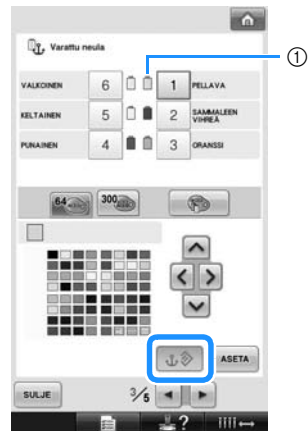 Varattu neula
①
VALKOINEN 6 1 PELLAVA
KELTAINEN 5 2 SAMMALEEN VIHREÄ
PUNAINEN 4 3 ORANSSI
64 300
ASETA
SULJE 3/5
?